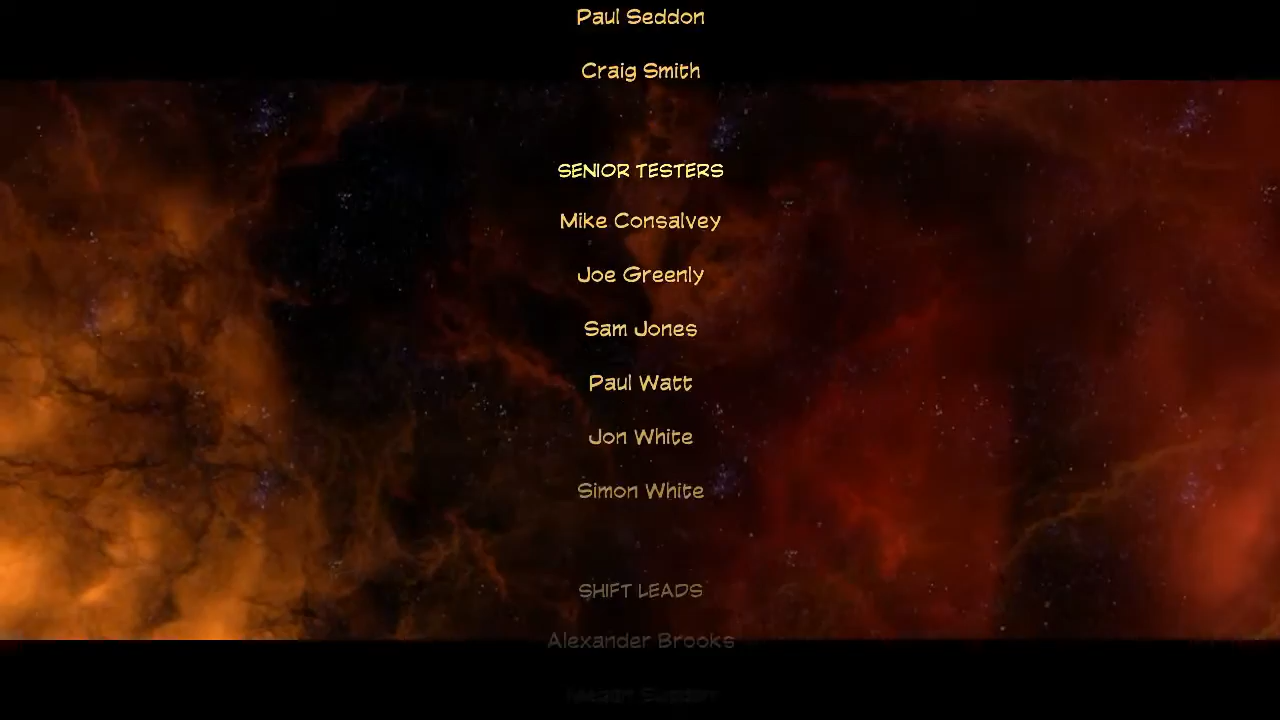 Paul Seddon
Craig Smith
SENIOR TESTERS
Mike Consalvey
Joe Greenly
Sam Jones
Paul Watt
Jon White
Simon White
SHIFT LEADS
Alexander Brooks